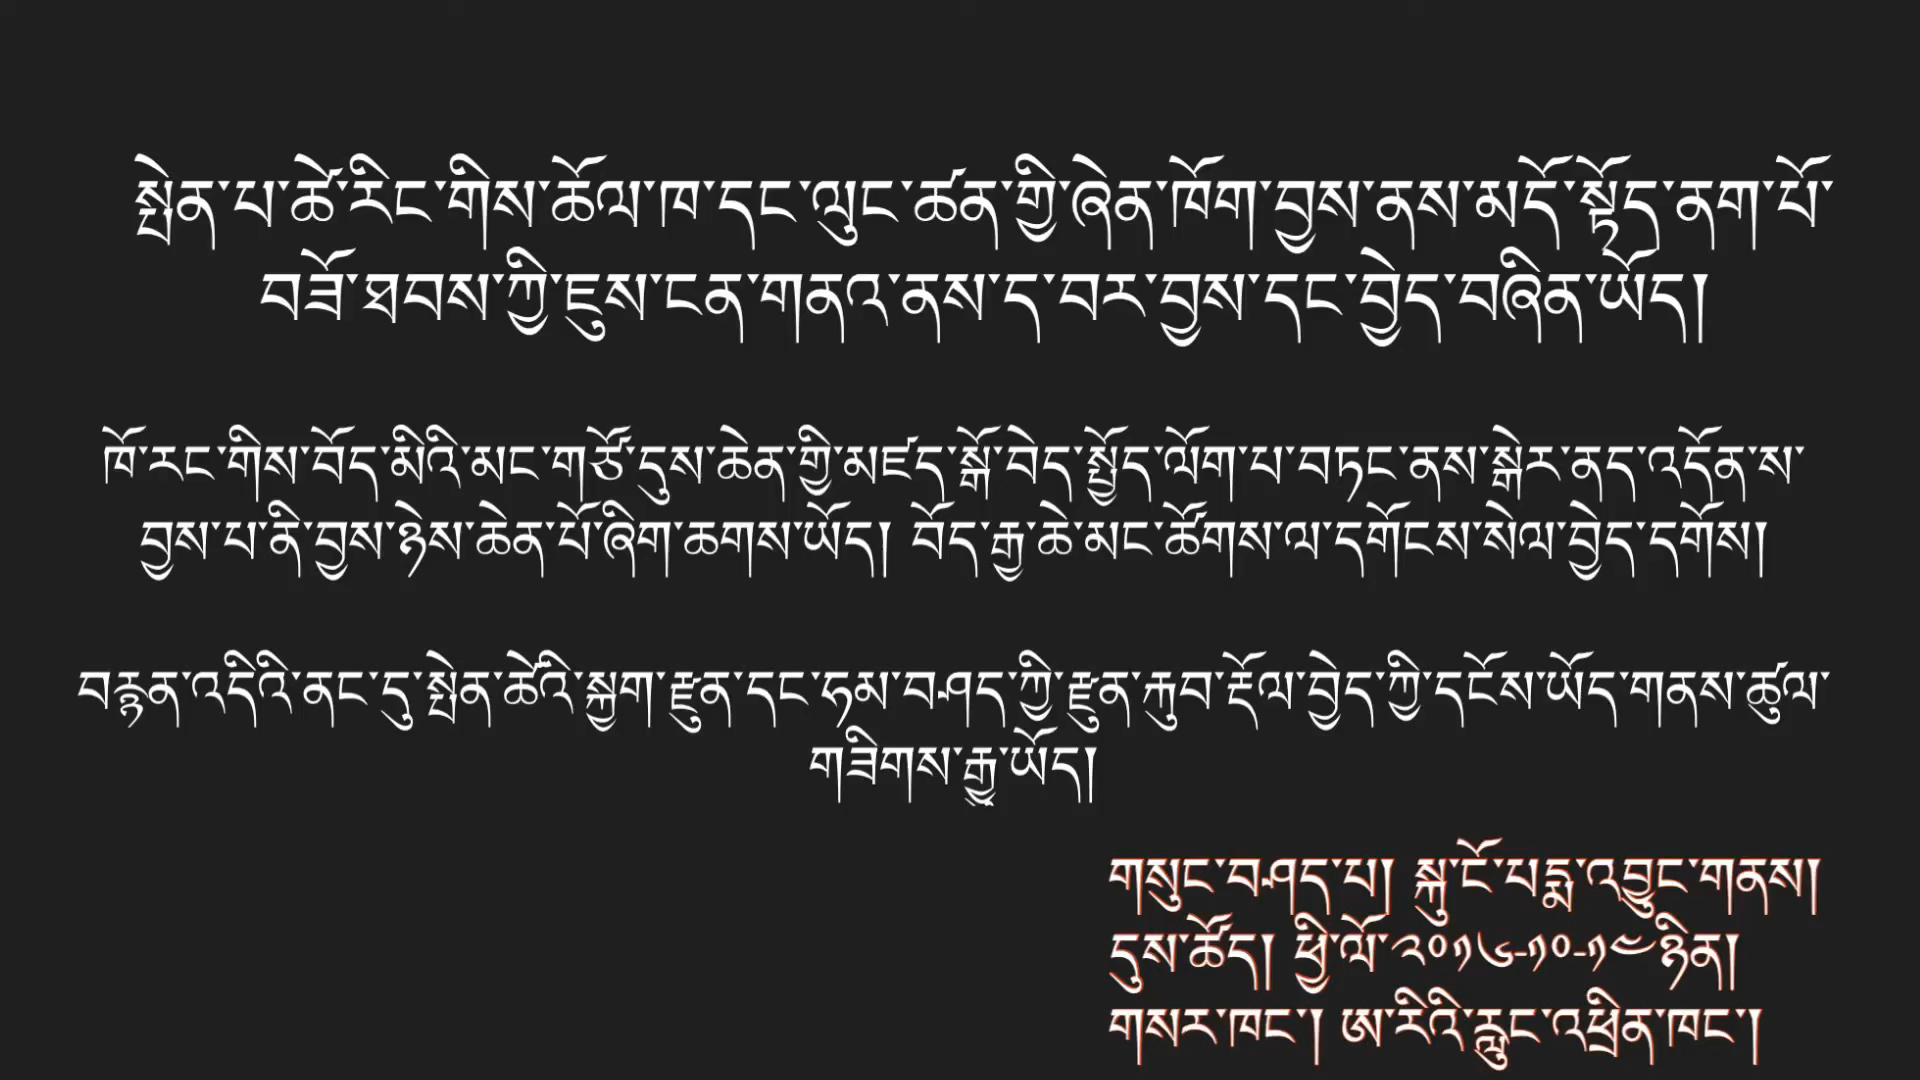 སྤེན་པ་ཚེ་རིང་གིས་ཆོལ་ཁ་དང་ལུང་ཚན་གྱི་ཞེན་ཁོག་བྱས་ནས་མདོ་སྟོད་ནག་པོ་
བཟོ་ཐབས་ཀྱི་ཇུས་ངན་གནའ་ནས་ད་བར་བྱས་དང་བྱེད་བཞིན་ཡོད།
ཁོ་རང་གིས་བོད་མིའི་མང་གཙོ་དུས་ཆེན་གྱི་མཛད་སྒོ་བེད་སྤྱོད་ལོག་པ་བཏང་ནས་སྒེར་ནད་འདོན་ས་
བྱས་པ་ནི་བྱས་ཉེས་ཆེན་པོ་ཞིག་ཆགས་ཡོད། བོད་རྒྱ་ཆེ་མང་ཚོགས་ལ་དགོངས་སེལ་བྱེད་དགོས།
བརྙན་འདིའི་ནང་དུ་སྤེན་ཚེའི་སྐྱག་རྫུན་དང་ཧམ་བཤད་ཀྱི་རྫུན་རྐུབ་རྡོལ་བྱེད་ཀྱི་དངོས་ཡོད་གནས་ཚུལ་
གཟིགས་རྒྱུ་ཡོད།
གསུང་བཤད་པ། སྐུ་ངོ་པདྨ་འབྱུང་གནས།
དུས་ཚོད། ཕྱི་ལོ་༢༠༡༦-༡༠-༡༤ཉིན།
གསར་ཁང་། ཨ་རིའི་རླུང་འཕྲིན་ཁང་།